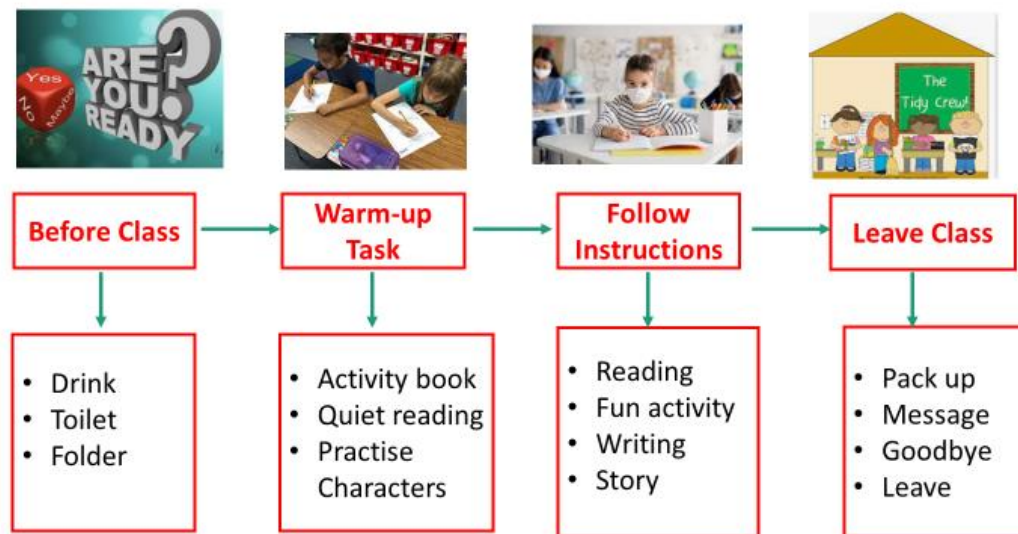 Yes
No
Maybe
ARE
YOU
READY
?
The
Tidy Crew!
Before Class
Warm-up
Task
Follow
Instructions
Leave Class
• Drink
• Toilet
• Folder
• Activity book
• Quiet reading
• Practise
Characters
• Reading
• Fun activity
• Writing
• Story
• Pack up
• Message
• Goodbye
• Leave